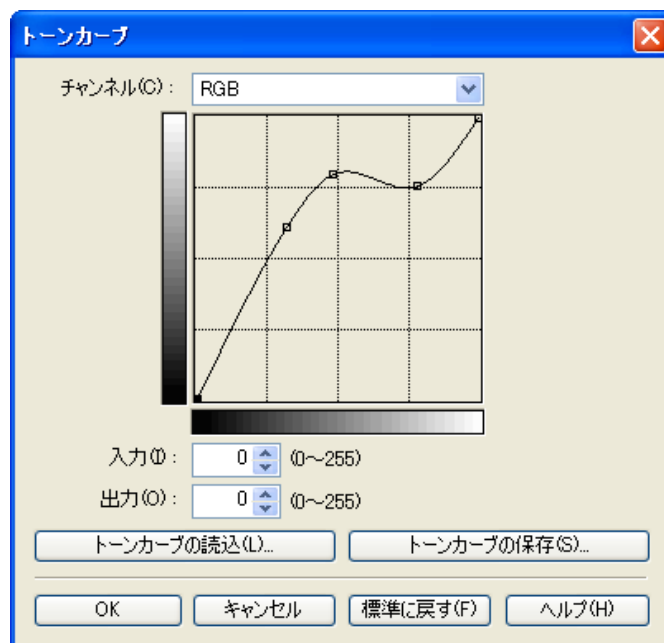 トーンカーブ
チャンネル(C)： RGB
入力(I)： 0 (0～255)
出力(O)： 0 (0～255)
トーンカーブの読込(L)... トーンカーブの保存(S)...
OK キャンセル 標準に戻す(F) ヘルプ(H)